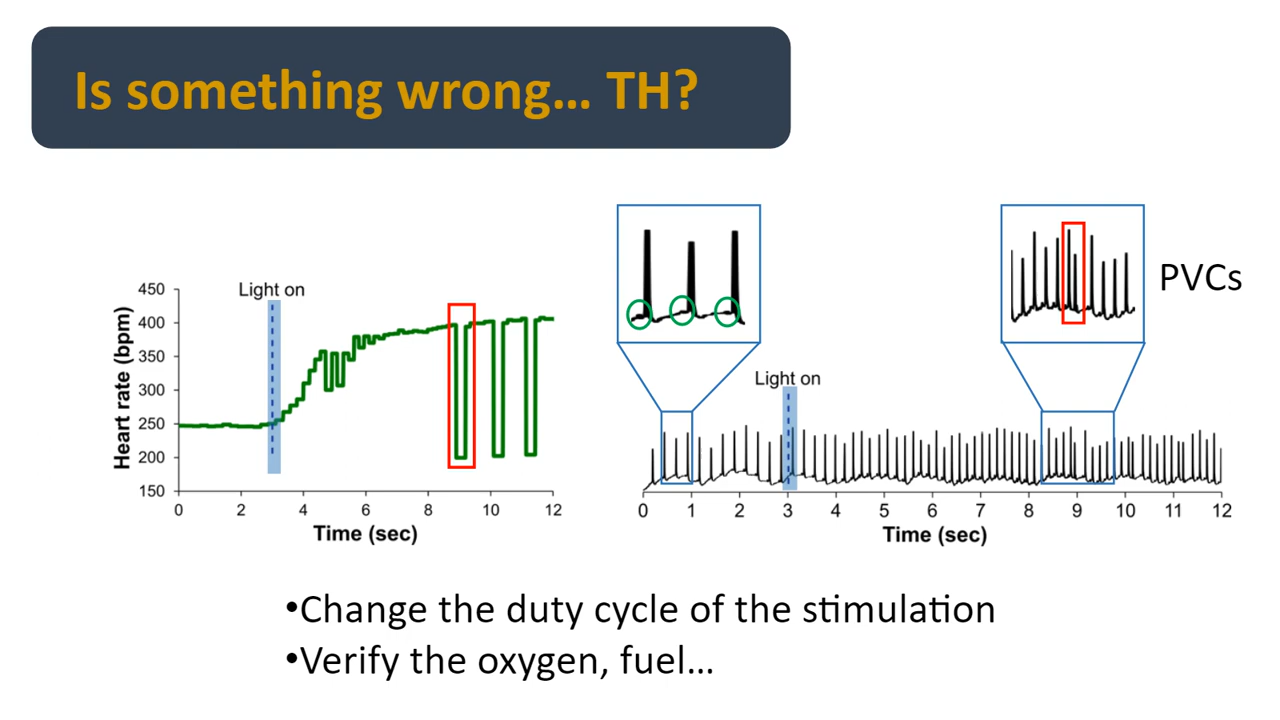 Is something wrong... TH?
PVCs
Light on
Heart rate (bpm)
450
400
350
300
250
200
150
0 2 4 6 8 10 12
Time (sec)
Light on
0 1 2 3 4 5 6 7 8 9 10 11 12
Time (sec)
•Change the duty cycle of the stimulation
•Verify the oxygen, fuel...